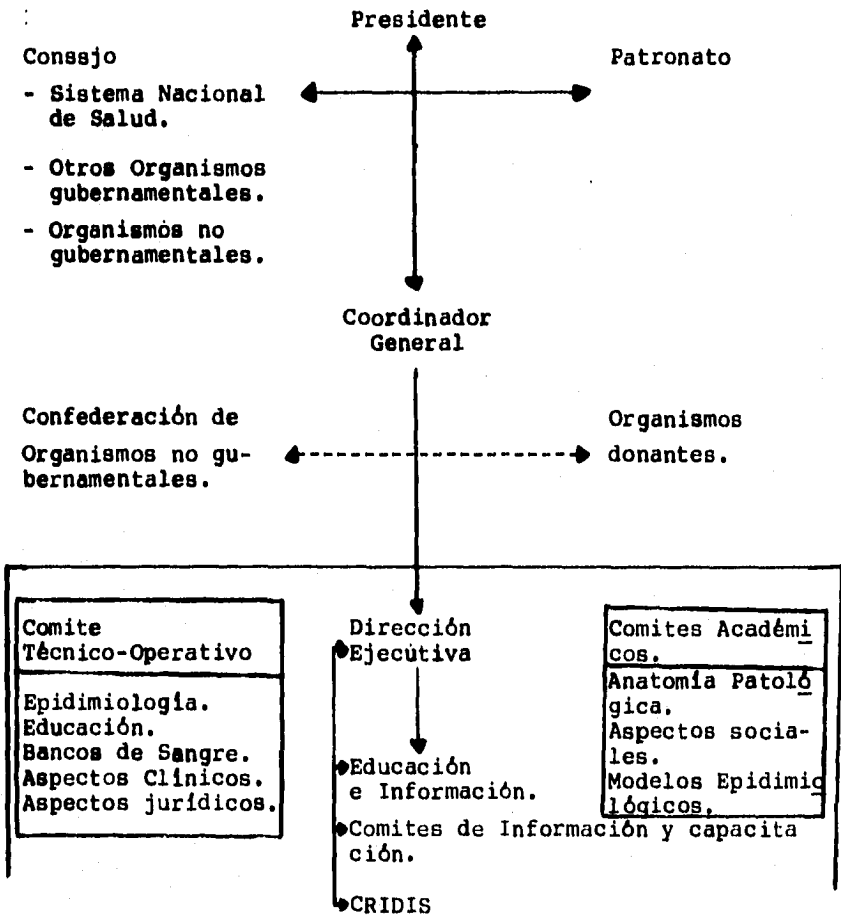 Presidente
Conssjo
- Sistema Nacional
de Salud.
- Otros Organismos
gubernamentales.
- Organismos no
gubernamentales.
Patronato
Coordinador
General
Confederación de
Organismos no gu-
bernamentales.
Organismos
donantes.
Comite
Técnico-Operativo
Epidimiología.
Educación.
Bancos de Sangre.
Aspectos Clínicos.
Aspectos jurídicos.
Dirección
Ejecutiva
Educación
e Información.
Comites de Información y capacita
ción.
CRIDIS
Comites Académi
cos.
Anatomía Patoló
gica.
Aspectos socia-
les.
Modelos Epidimio
lógicos.